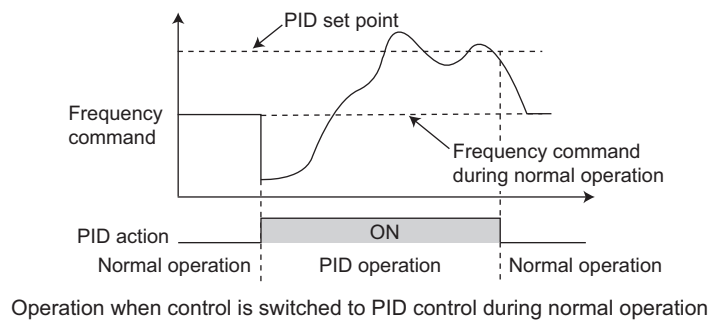 PID set point
Frequency
command
Frequency command
during normal operation
PID action
ON
Normal operation
PID operation
Normal operation
Operation when control is switched to PID control during normal operation